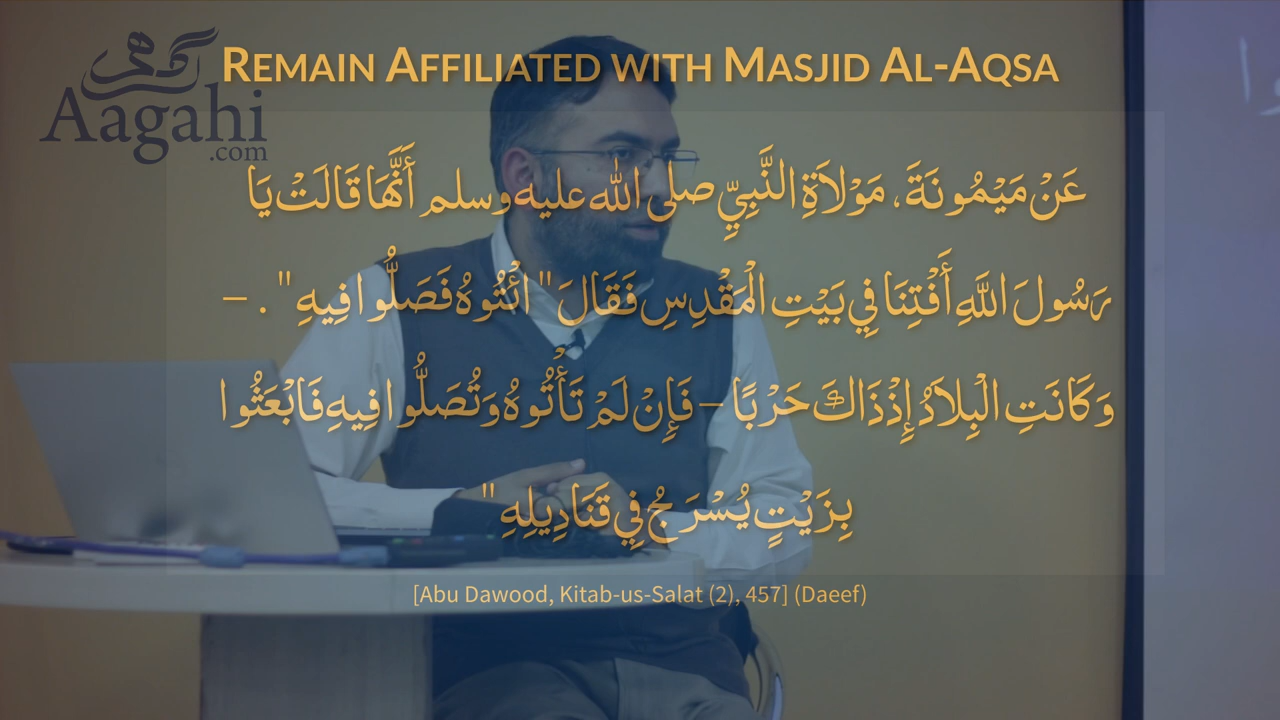 آگہی
Aagahi
.com
REMAIN AFFILIATED WITH MASJID AL-AQSA
عَنْ مَيْمُونَةَ، مَوْلاَةِ النَّبِيِّ صلى الله عليه وسلم أَنَّهَا قَالَتْ يَا
رَسُولَ اللَّهِ أَفْتِنَا فِي بَيْتِ الْمَقْدِسِ فَقَالَ " ائْتُوهُ فَصَلُّوا فِيهِ " . –
وَكَانَتِ الْبِلاَدُ إِذْ ذَاكَ حَرْبًا – فَإِنْ لَمْ تَأْتُوهُ وَتُصَلُّوا فِيهِ فَابْعَثُوا
بِزَيْتٍ يُسْرَجُ فِي قَنَادِيلِهِ "
[Abu Dawood, Kitab-us-Salat (2), 457] (Daeef)